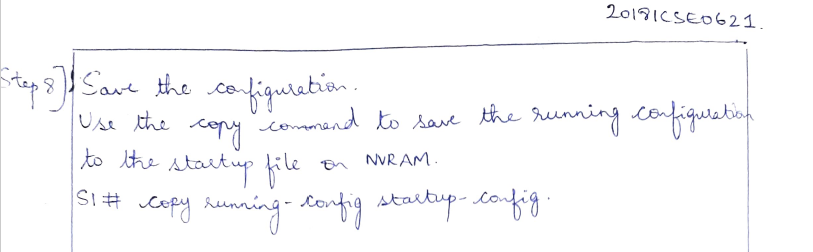 20181CSE0621.
Step 8] Save the configuration.
Use the copy command to save the running configuration
to the startup file on NVRAM.
S1# copy running-config startup-config.